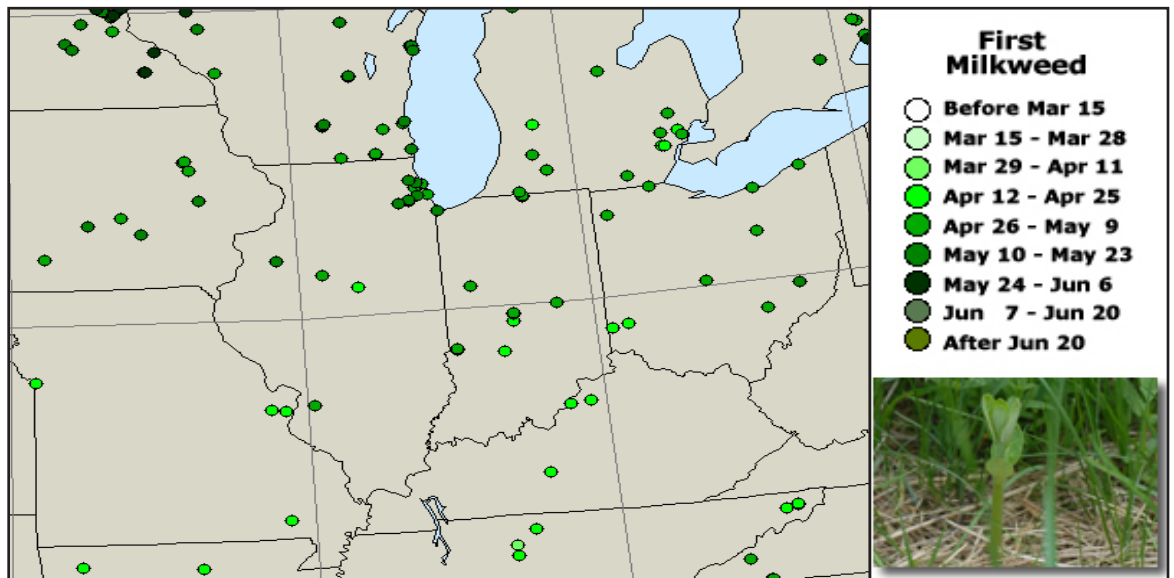 First
Milkweed
Before Mar 15
Mar 15 - Mar 28
Mar 29 - Apr 11
Apr 12 - Apr 25
Apr 26 - May 9
May 10 - May 23
May 24 - Jun 6
Jun 7 - Jun 20
After Jun 20